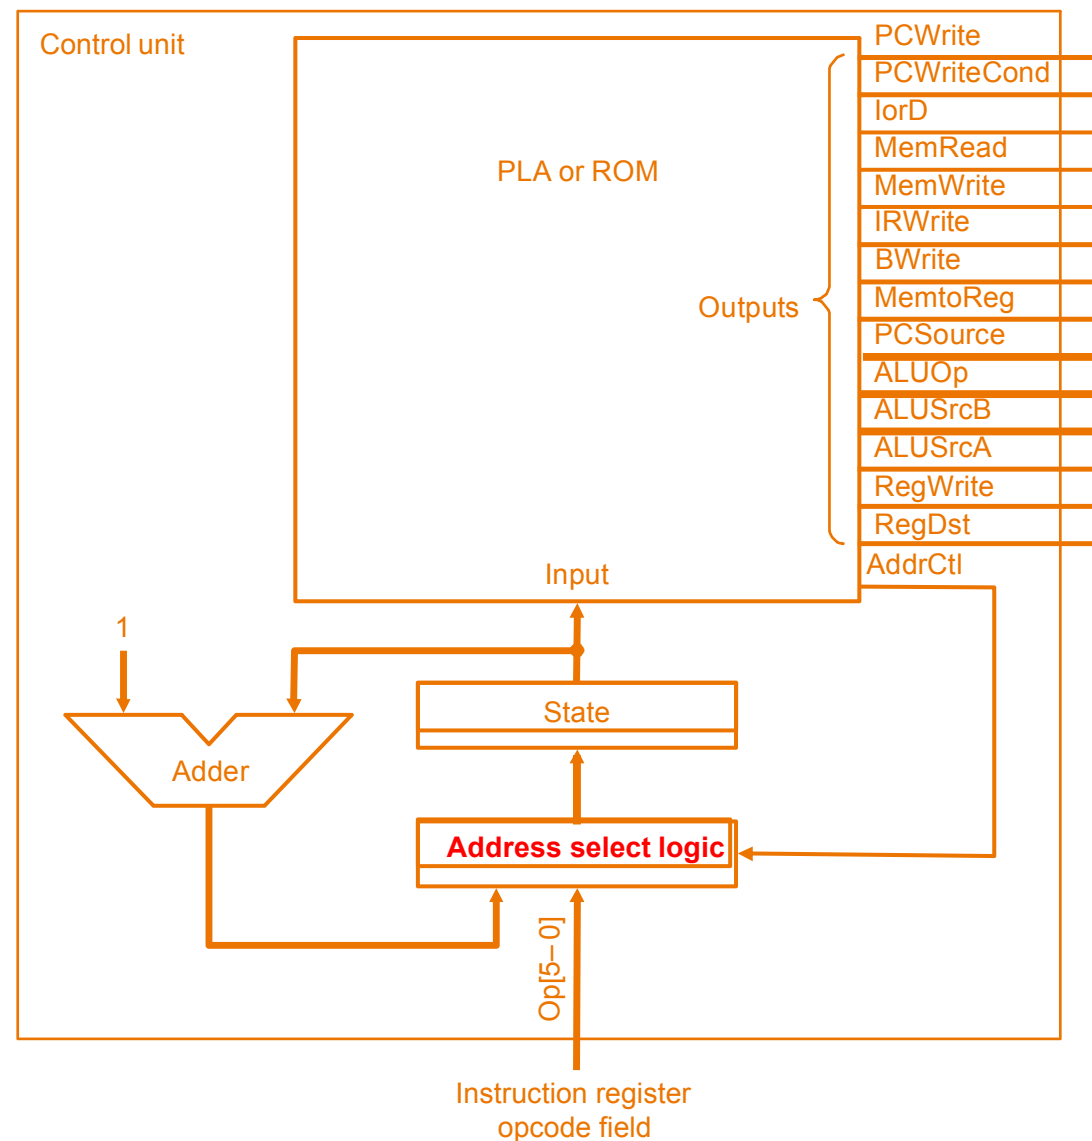 Control unit
PCWrite
PCWriteCond
IorD
MemRead
PLA or ROM
MemWrite
IRWrite
BWrite
MemtoReg
Outputs
PCSource
ALUOp
ALUSrcB
ALUSrcA
RegWrite
RegDst
AddrCtl
Input
1
State
Adder
Address select logic
Op[5–0]
Instruction register
opcode field